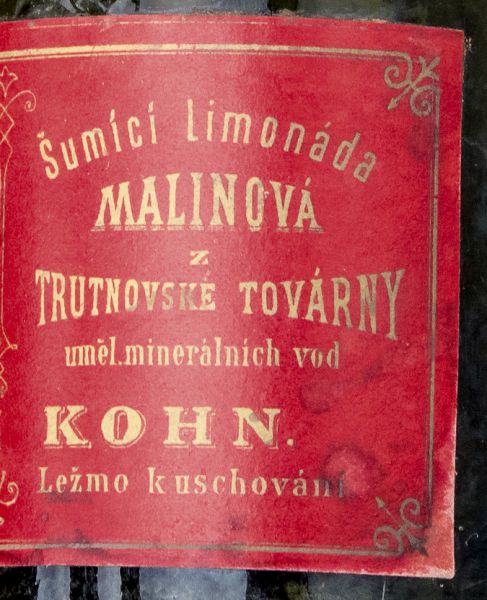 Šumící limonáda
MALINOVÁ
z
TRUTNOVSKÉ TOVÁRNY
uměl. minerálních vod
KOHN.
Ležmo kuschování